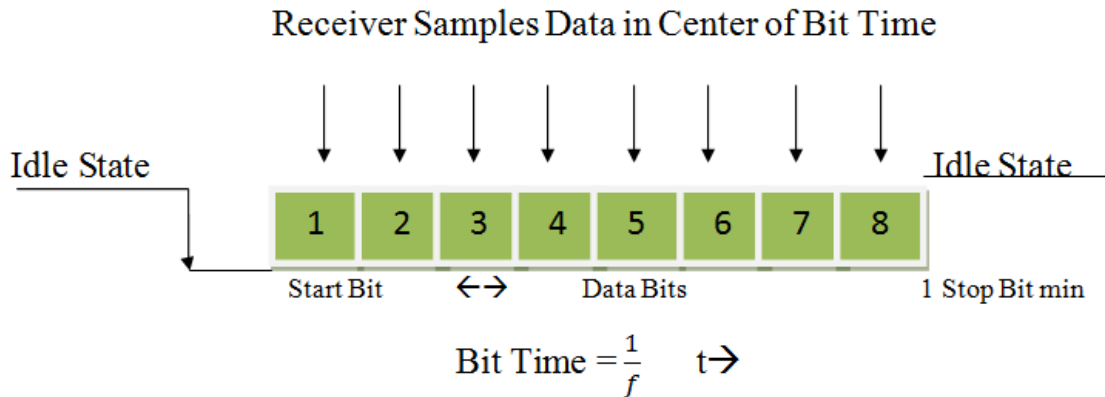 Receiver Samples Data in Center of Bit Time
Idle State Idle State
1 2 3 4 5 6 7 8
Start Bit ←→ Data Bits 1 Stop Bit min
Bit Time = 1/f t→